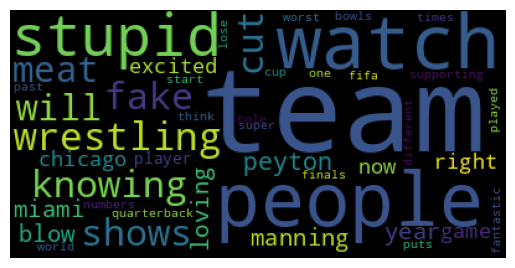 stupid
lose
cut
worst
bowls
times
watch
meat
excited
start
cup
one
fifa
supporting
past
will
fake
think
team
role
super
different
played
wrestling
chicago
player
peyton
now
right
knowing
loving
finals
people
miami
numbers
quarterback
manning
year
game
fantastic
blow
world
shows
puts